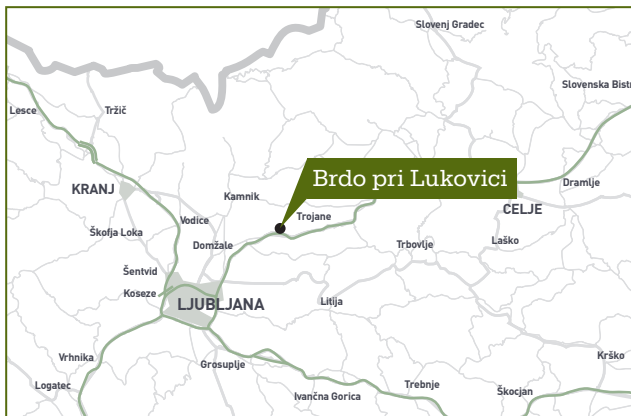 Slovenj Gradec
Slovenska Bistr
Lesce
Tržič
Brdo pri Lukovici
KRANJ
Kamnik
Dramlje
CELJE
Vodice
Trojane
Škofja Loka
Domžale
Trbovlje
Laško
Šentvid
Koseze
LJUBLJANA
Litija
Vrhnika
Grosuplje
Krško
Logatec
Ivančna Gorica
Trebnje
Škocjan